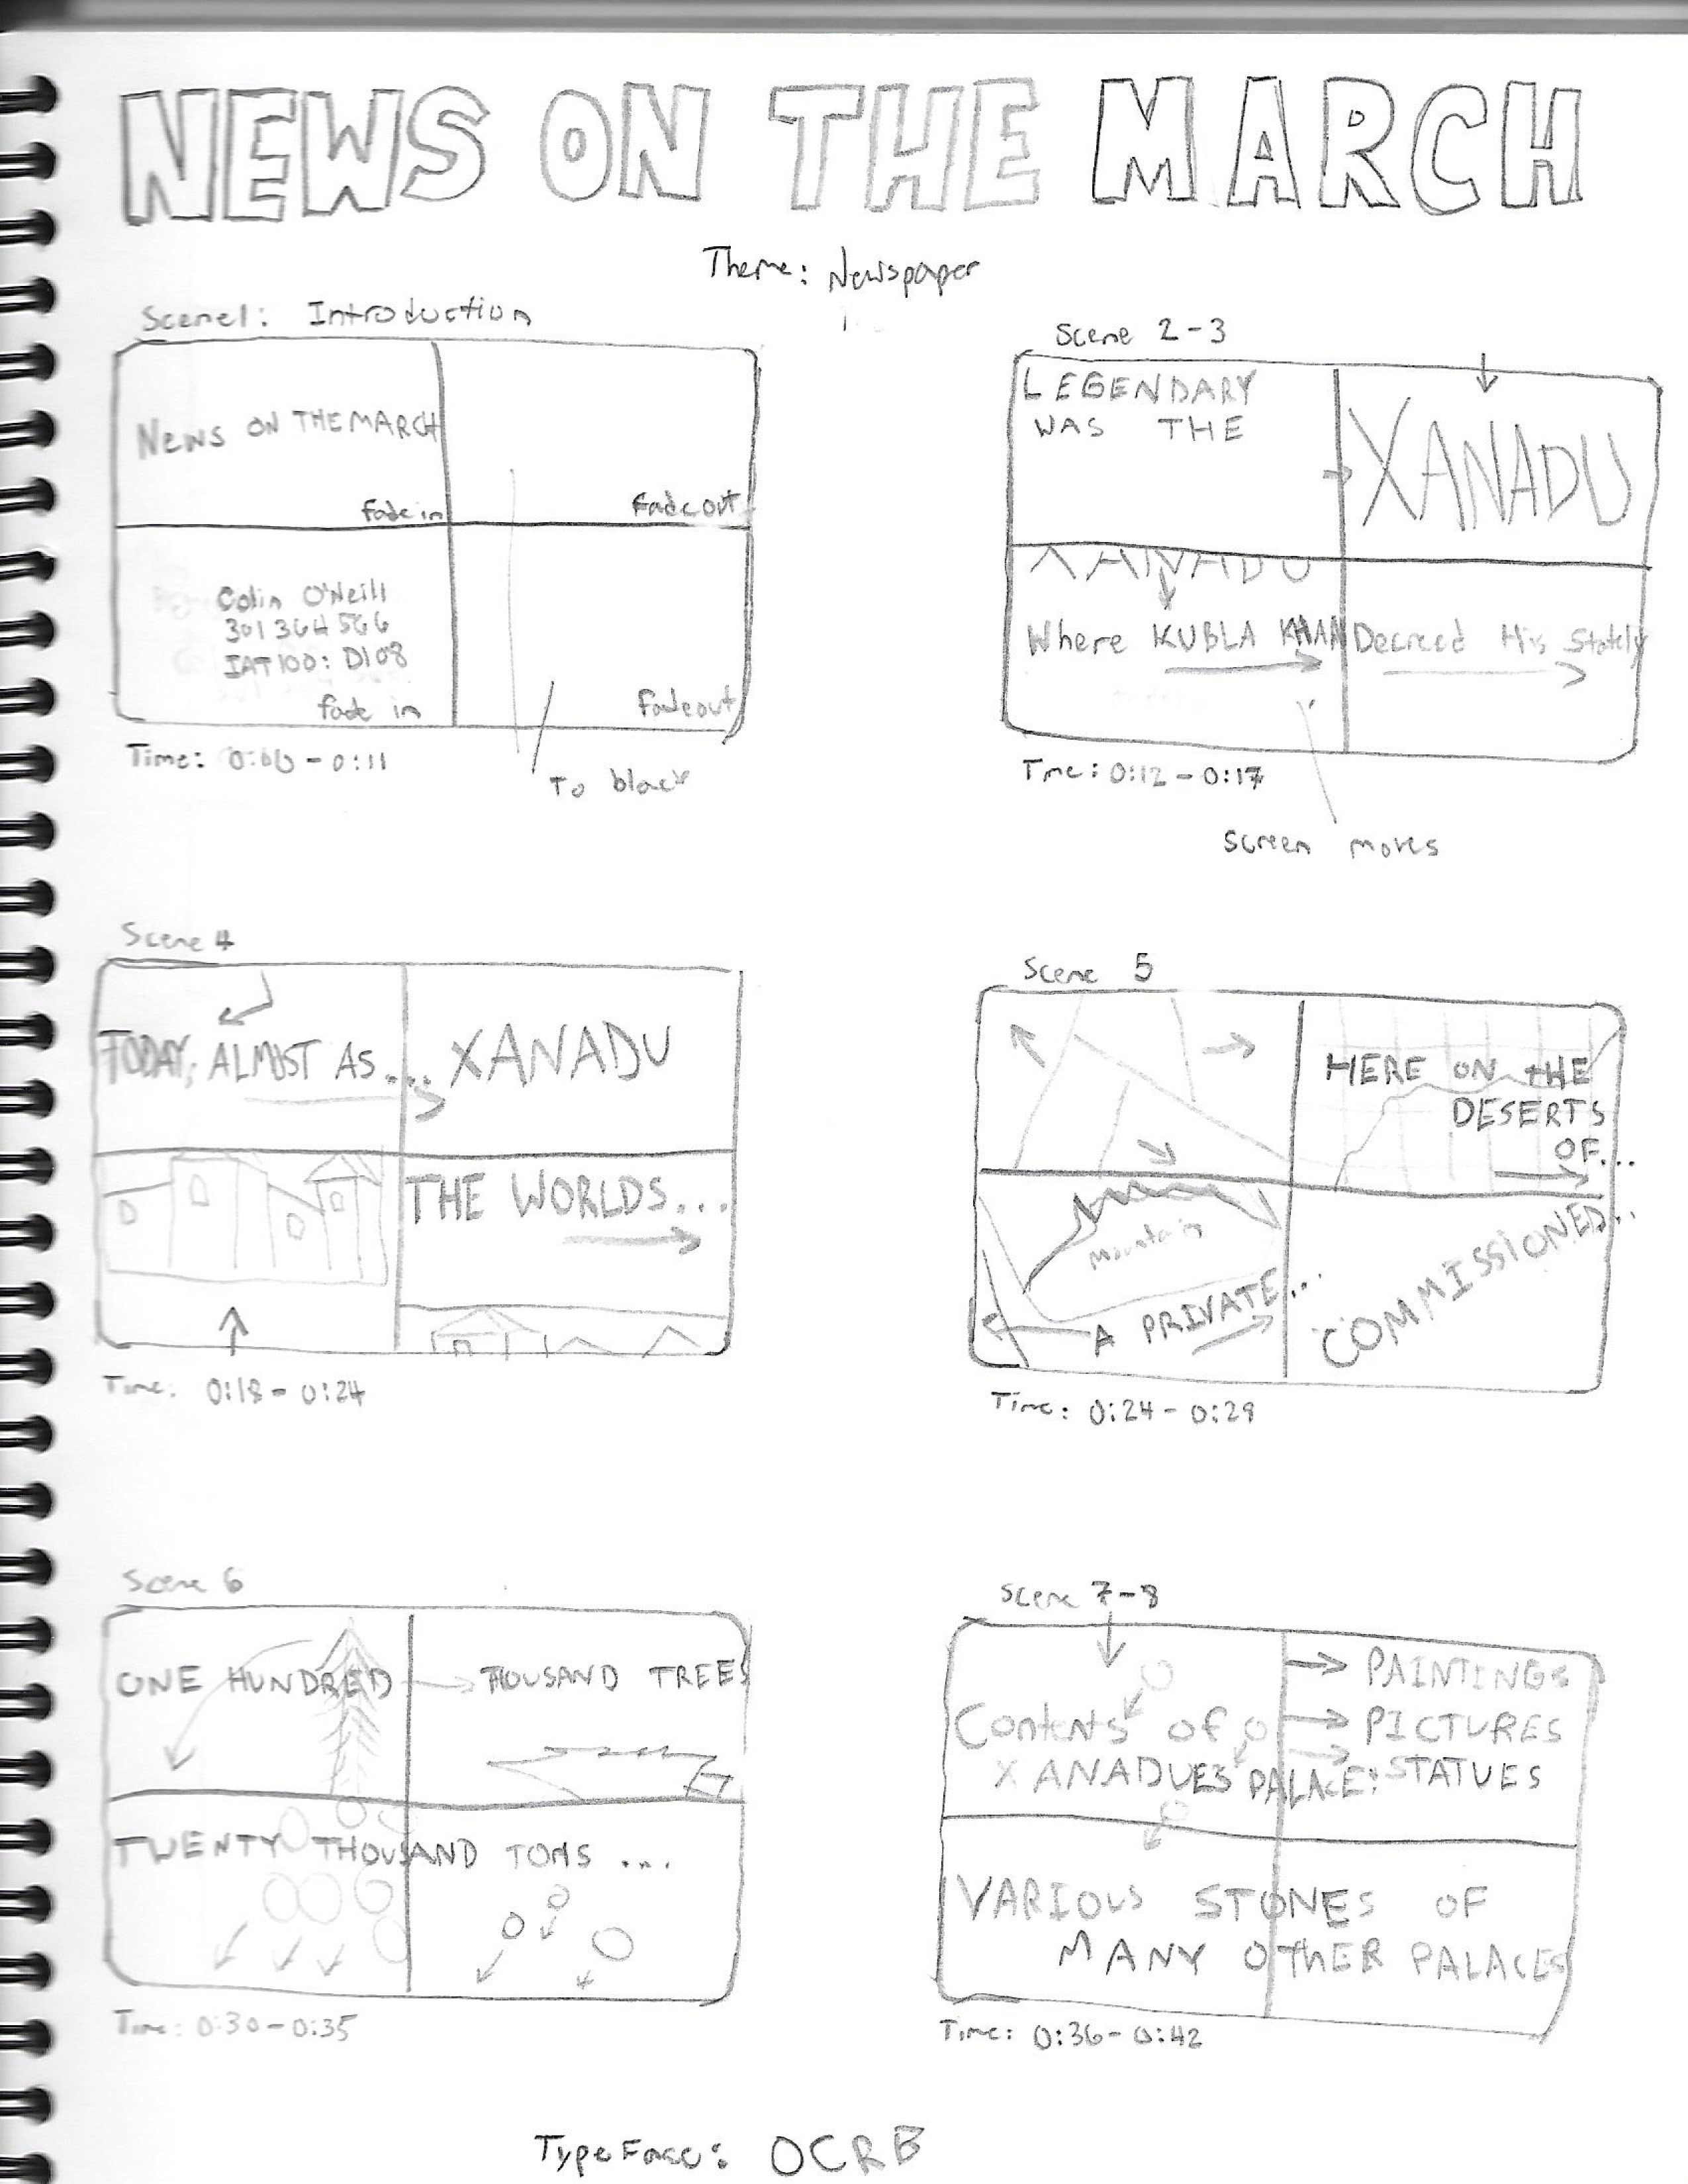 NEWS ON THE MARCH
Theme: Newspaper
Scene1: Introduction
NEWS ON THE MARCH
fade in
Fade out
Colin O'Neill
301364566
IAT100: D108
fade in
Fadeout
Time: 0:00 - 0:11
To black
Scene 2-3
LEGENDARY
WAS THE
XANADU
XANADU
Where KUBLA KHAN Decreed His Stately
Time: 0:12 - 0:17
Screen moves
Scene 4
TODAY, ALMOST AS... XANADU
THE WORLDS...
Time: 0:18 - 0:24
Scene 5
HERE ON THE
DESERTS
OF...
Mountain
A PRIVATE...
COMMISSIONED...
Time: 0:24 - 0:29
Scene 6
ONE HUNDRED THOUSAND TREES
TWENTY THOUSAND TONS ...
Time: 0:30 - 0:35
Scene 7-8
Contents of
XANADUES PALACE:
PAINTINGS
PICTURES
STATUES
VARIOUS STONES OF
MANY OTHER PALACES
Time: 0:36 - 0:42
TypeFace: OCRB